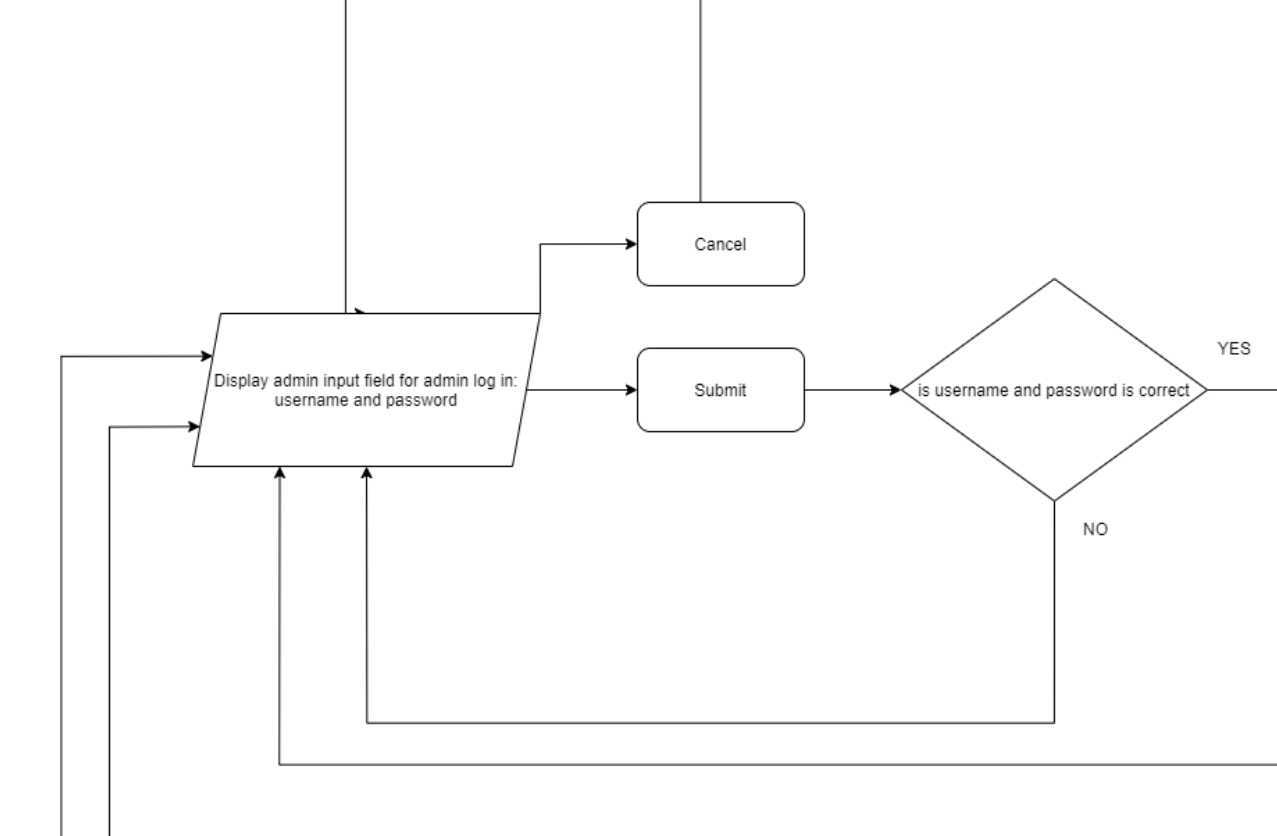 Cancel
Display admin input field for admin log in:
username and password
Submit
is username and password is correct
YES
NO